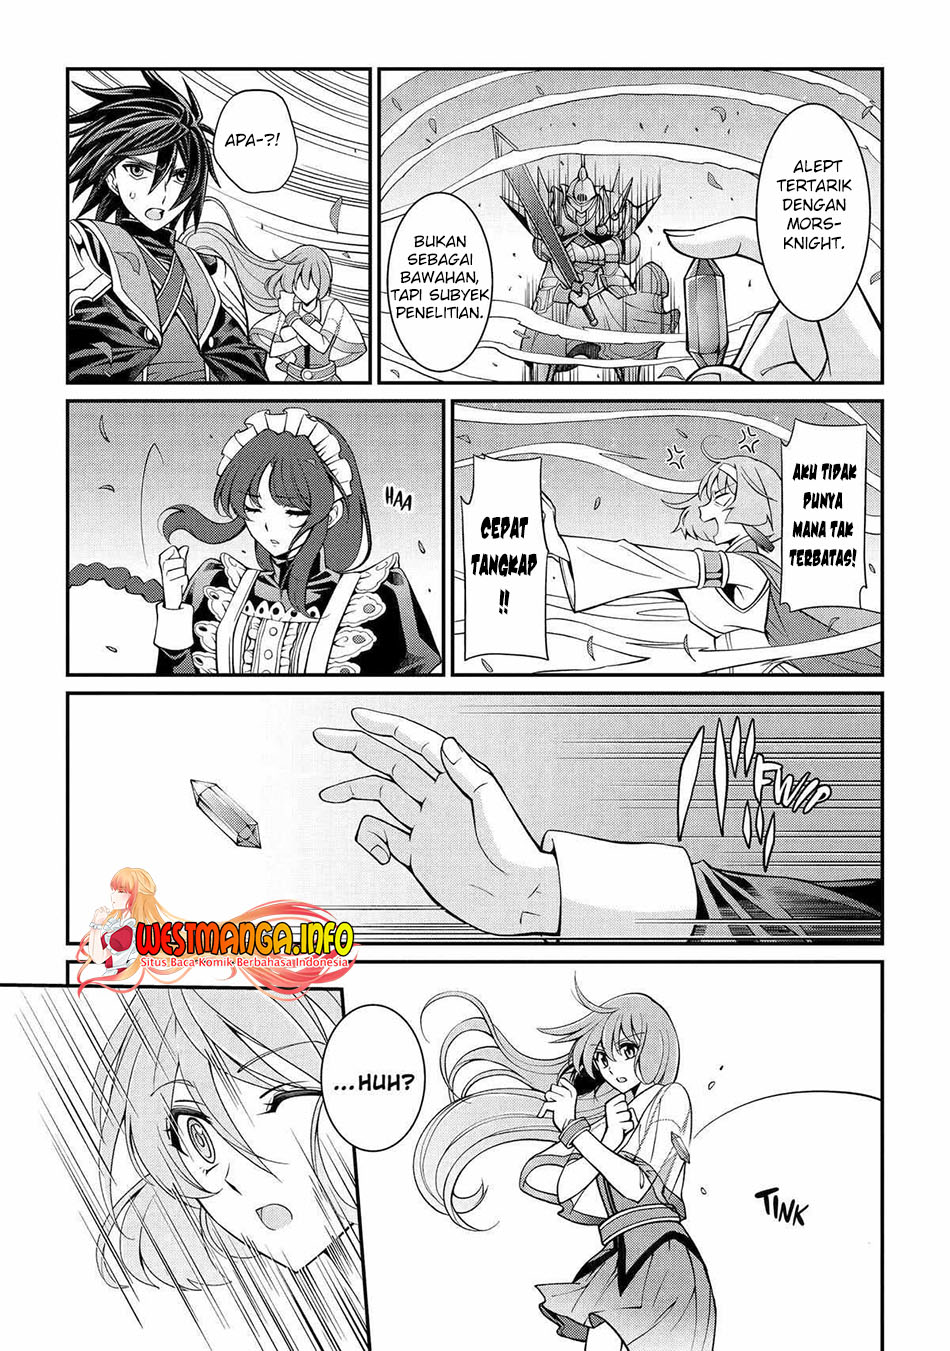 APA-?!
ALEPT
TERTARIK
DENGAN
MORS-
KNIGHT.
BUKAN
SEBAGAI
BAWAHAN,
TAPI SUBYEK
PENELITIAN.
HAA
AKU TIDAK
PUNYA
MANA TAK
TERBATAS!
CEPAT
TANGKAP
!!
FWIP
WESTMANGA.INFO
SITUS BACA KOMIK BERBAHASA INDONESIA
...HUH?
TINK